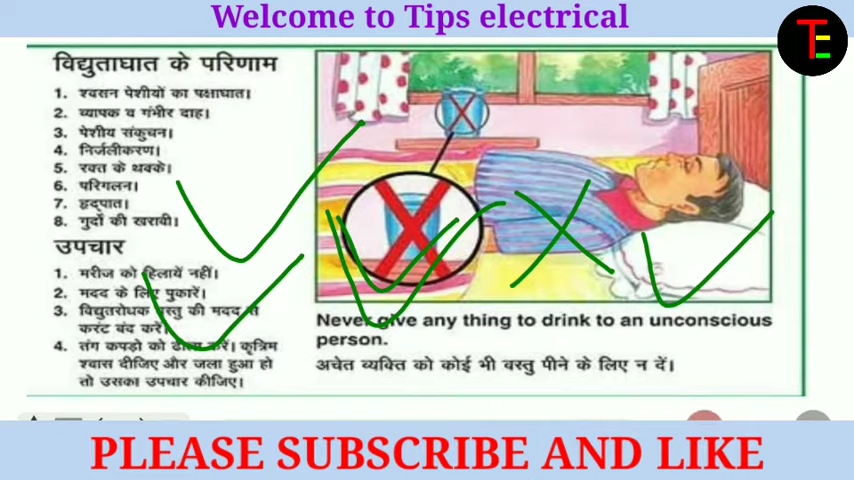 Welcome to Tips electrical
TE
विद्युताघात के परिणाम
1. श्वसन पेशीयों का पक्षाघात।
2. व्यापक व गंभीर दाह।
3. पेशीय संकुचन।
4. निर्जलीकरण।
5. रक्त के थक्के।
6. परिगलन।
7. हृद्पात।
8. गुर्दो की खराबी।
उपचार
1. मरीज को हिलायें नहीं।
2. मदद के लिए पुकारें।
3. विद्युतरोधक वस्तु की मदद से
करंट बंद करें।
4. तंग कपड़ो को ढीला करें। कृत्रिम
श्वास दीजिए और जला हुआ हो
तो उसका उपचार कीजिए।
Never give any thing to drink to an unconscious
person.
अचेत व्यक्ति को कोई भी वस्तु पीने के लिए न दें।
PLEASE SUBSCRIBE AND LIKE